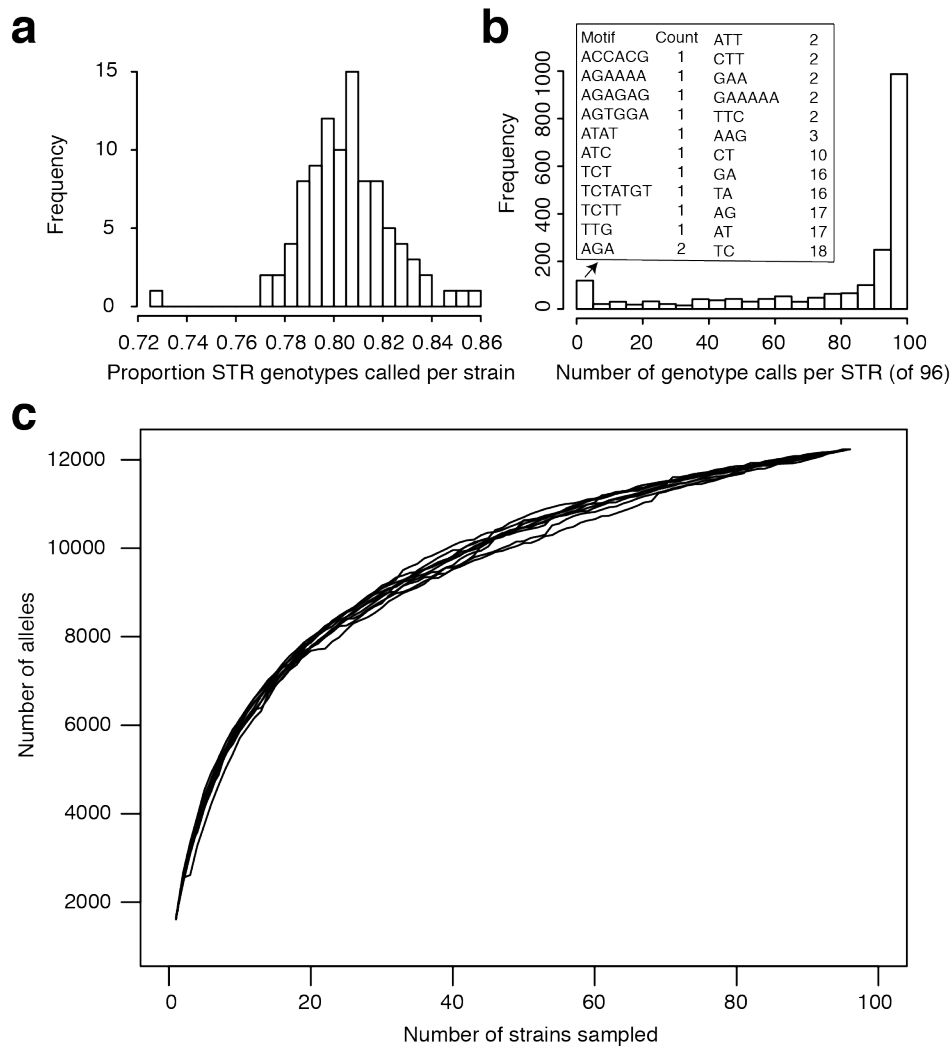 a
Frequency
15
10
5
0
0.72 0.74 0.76 0.78 0.80 0.82 0.84 0.86
Proportion STR genotypes called per strain
b
Frequency
0 200 400 600 800 1000
Motif Count
ACCACG 1
AGAAAA 1
AGAGAG 1
AGTGGA 1
ATAT 1
ATC 1
TCT 1
TCTATGT 1
TCTT 1
TTG 1
AGA 2
ATT 2
CTT 2
GAA 2
GAAAAA 2
TTC 2
AAG 3
CT 10
GA 16
TA 16
AG 17
AT 17
TC 18
0 20 40 60 80 100
Number of genotype calls per STR (of 96)
c
Number of alleles
12000
10000
8000
6000
4000
2000
0 20 40 60 80 100
Number of strains sampled